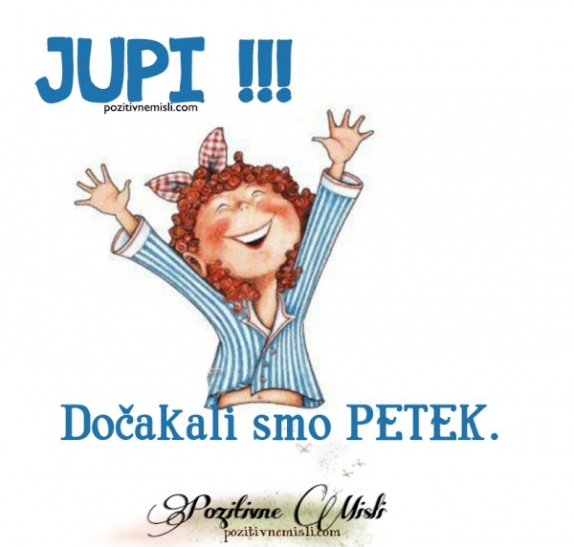 JUPI !!!
pozitivnemisli.com
Dočakali smo PETEK.
Pozitivne Misli
pozitivnemisli.com